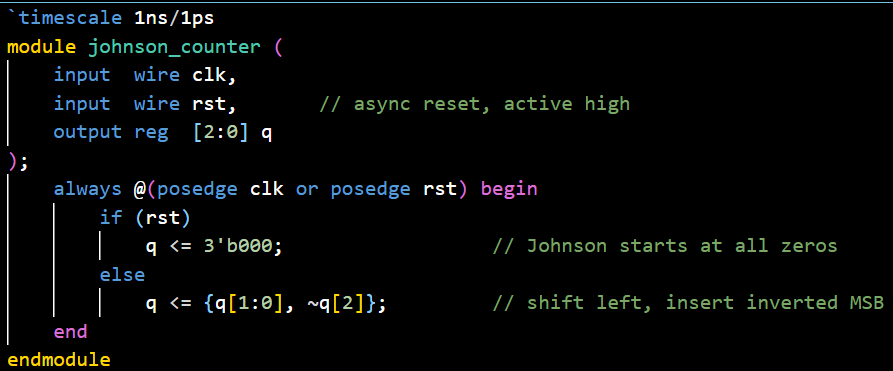 `timescale 1ns/1ps
module johnson_counter (
    input  wire clk,
    input  wire rst,       // async reset, active high
    output reg  [2:0] q
);
    always @(posedge clk or posedge rst) begin
        if (rst)
            q <= 3'b000;                  // Johnson starts at all zeros
        else
            q <= {q[1:0], ~q[2]};         // shift left, insert inverted MSB
    end
endmodule